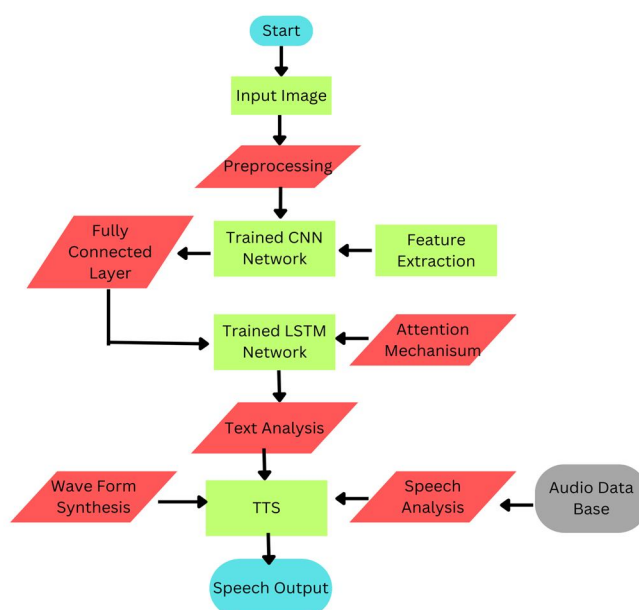 Start
Input Image
Preprocessing
Fully
Connected
Layer
Trained CNN
Network
Feature
Extraction
Trained LSTM
Network
Attention
Mechanisum
Text Analysis
Wave Form
Synthesis
TTS
Speech
Analysis
Audio Data
Base
Speech Output